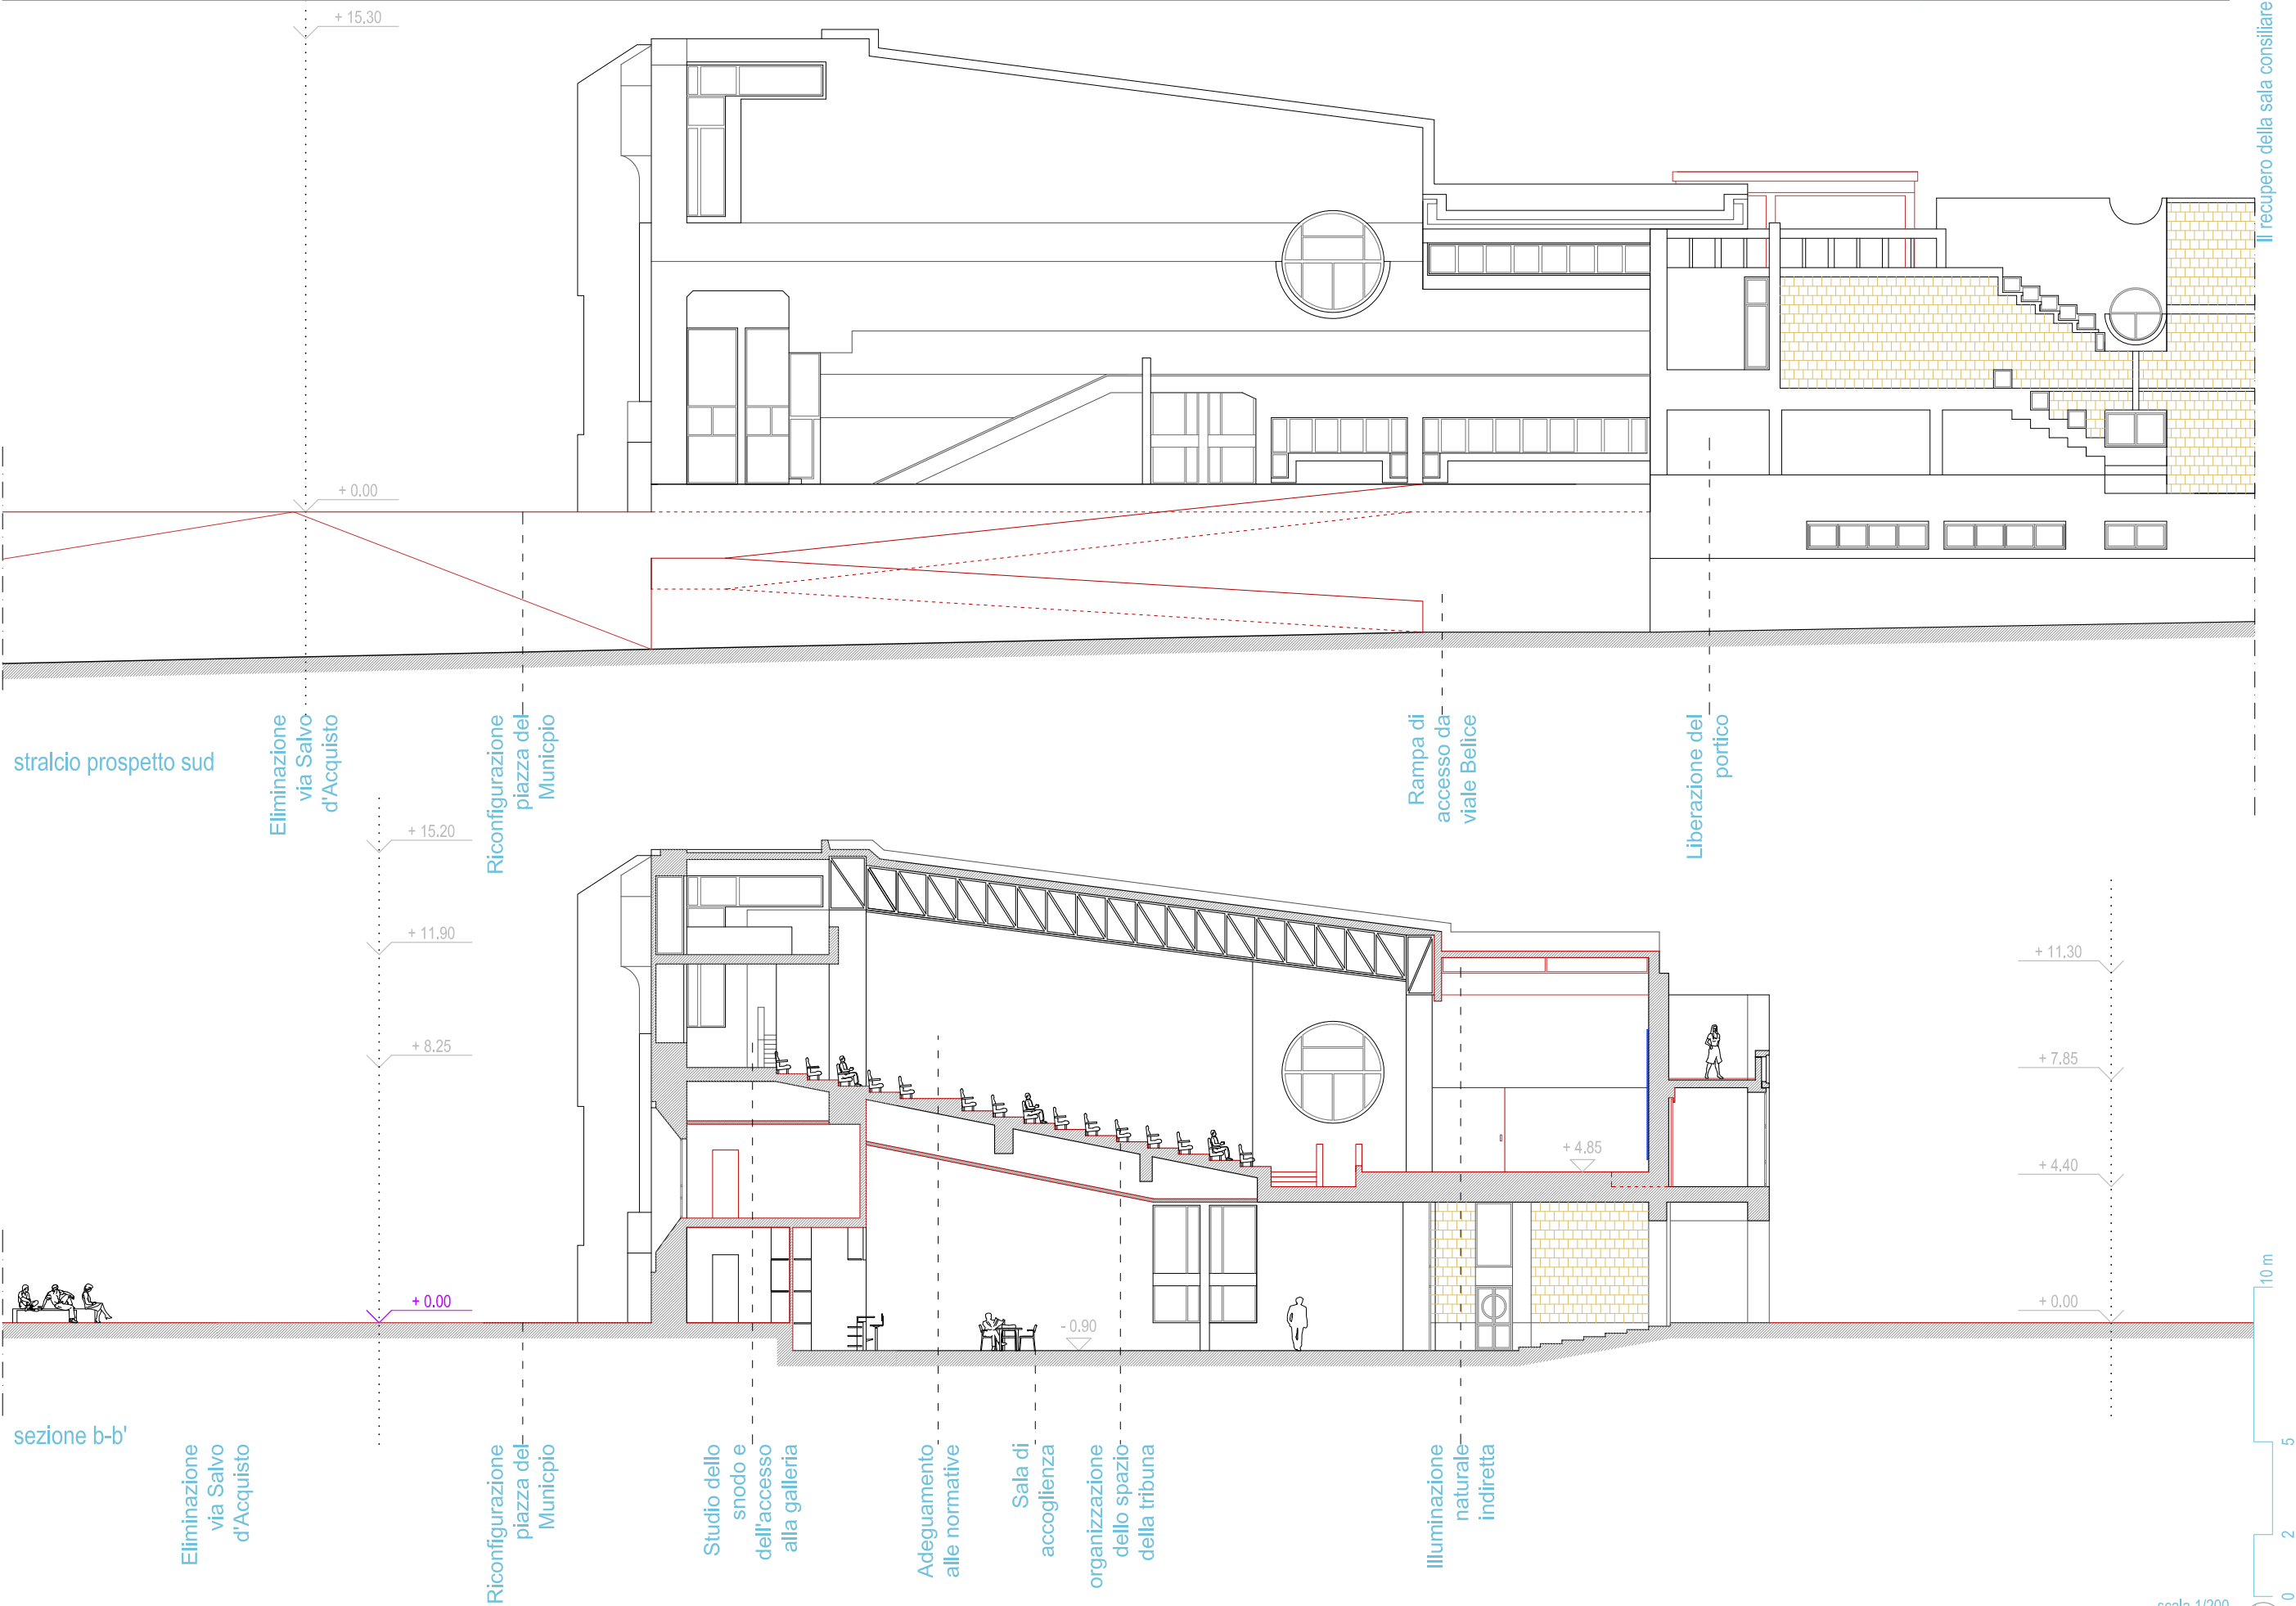 + 15.30
Il recupero della sala consiliare
+ 0.00
stralcio prospetto sud
Eliminazione
via Salvo
d'Acquisto
Riconfigurazione
piazza del
Municpio
Rampa di
accesso da
viale Belice
Liberazione del
portico
+ 15.20
+ 11.90
+ 8.25
+ 0.00
+ 11.30
+ 7.85
+ 4.85
+ 4.40
+ 0.00
- 0.90
10 m
5
2
0
sezione b-b'
Eliminazione
via Salvo
d'Acquisto
Riconfigurazione
piazza del
Municpio
Studio dello
snodo e
dell'accesso
alla galleria
Adeguamento
alle normative
Sala di
accoglienza
organizzazione
dello spazio
della tribuna
Illuminazione
naturale
indiretta
scala 1/200